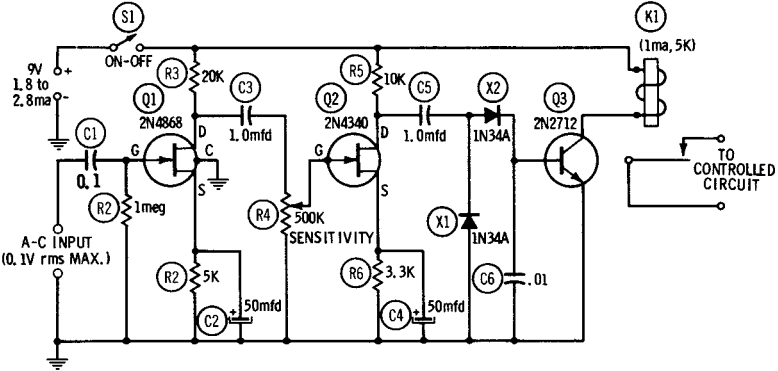 S1
K1
(1ma, 5K)
ON-OFF
R3
20K
R5
10K
9V
1.8 to
2.8ma
+
-
Q1
2N4868
C3
1.0mfd
Q2
2N4340
C5
1.0mfd
X2
1N34A
Q3
2N2712
C1
0.1
G
D
C
S
G
D
S
R2
1meg
R4
500K
SENSITIVITY
X1
1N34A
TO
CONTROLLED
CIRCUIT
A-C INPUT
(0.1V rms MAX.)
R2
5K
C2
+
50mfd
R6
3.3K
C4
+
50mfd
C6
.01